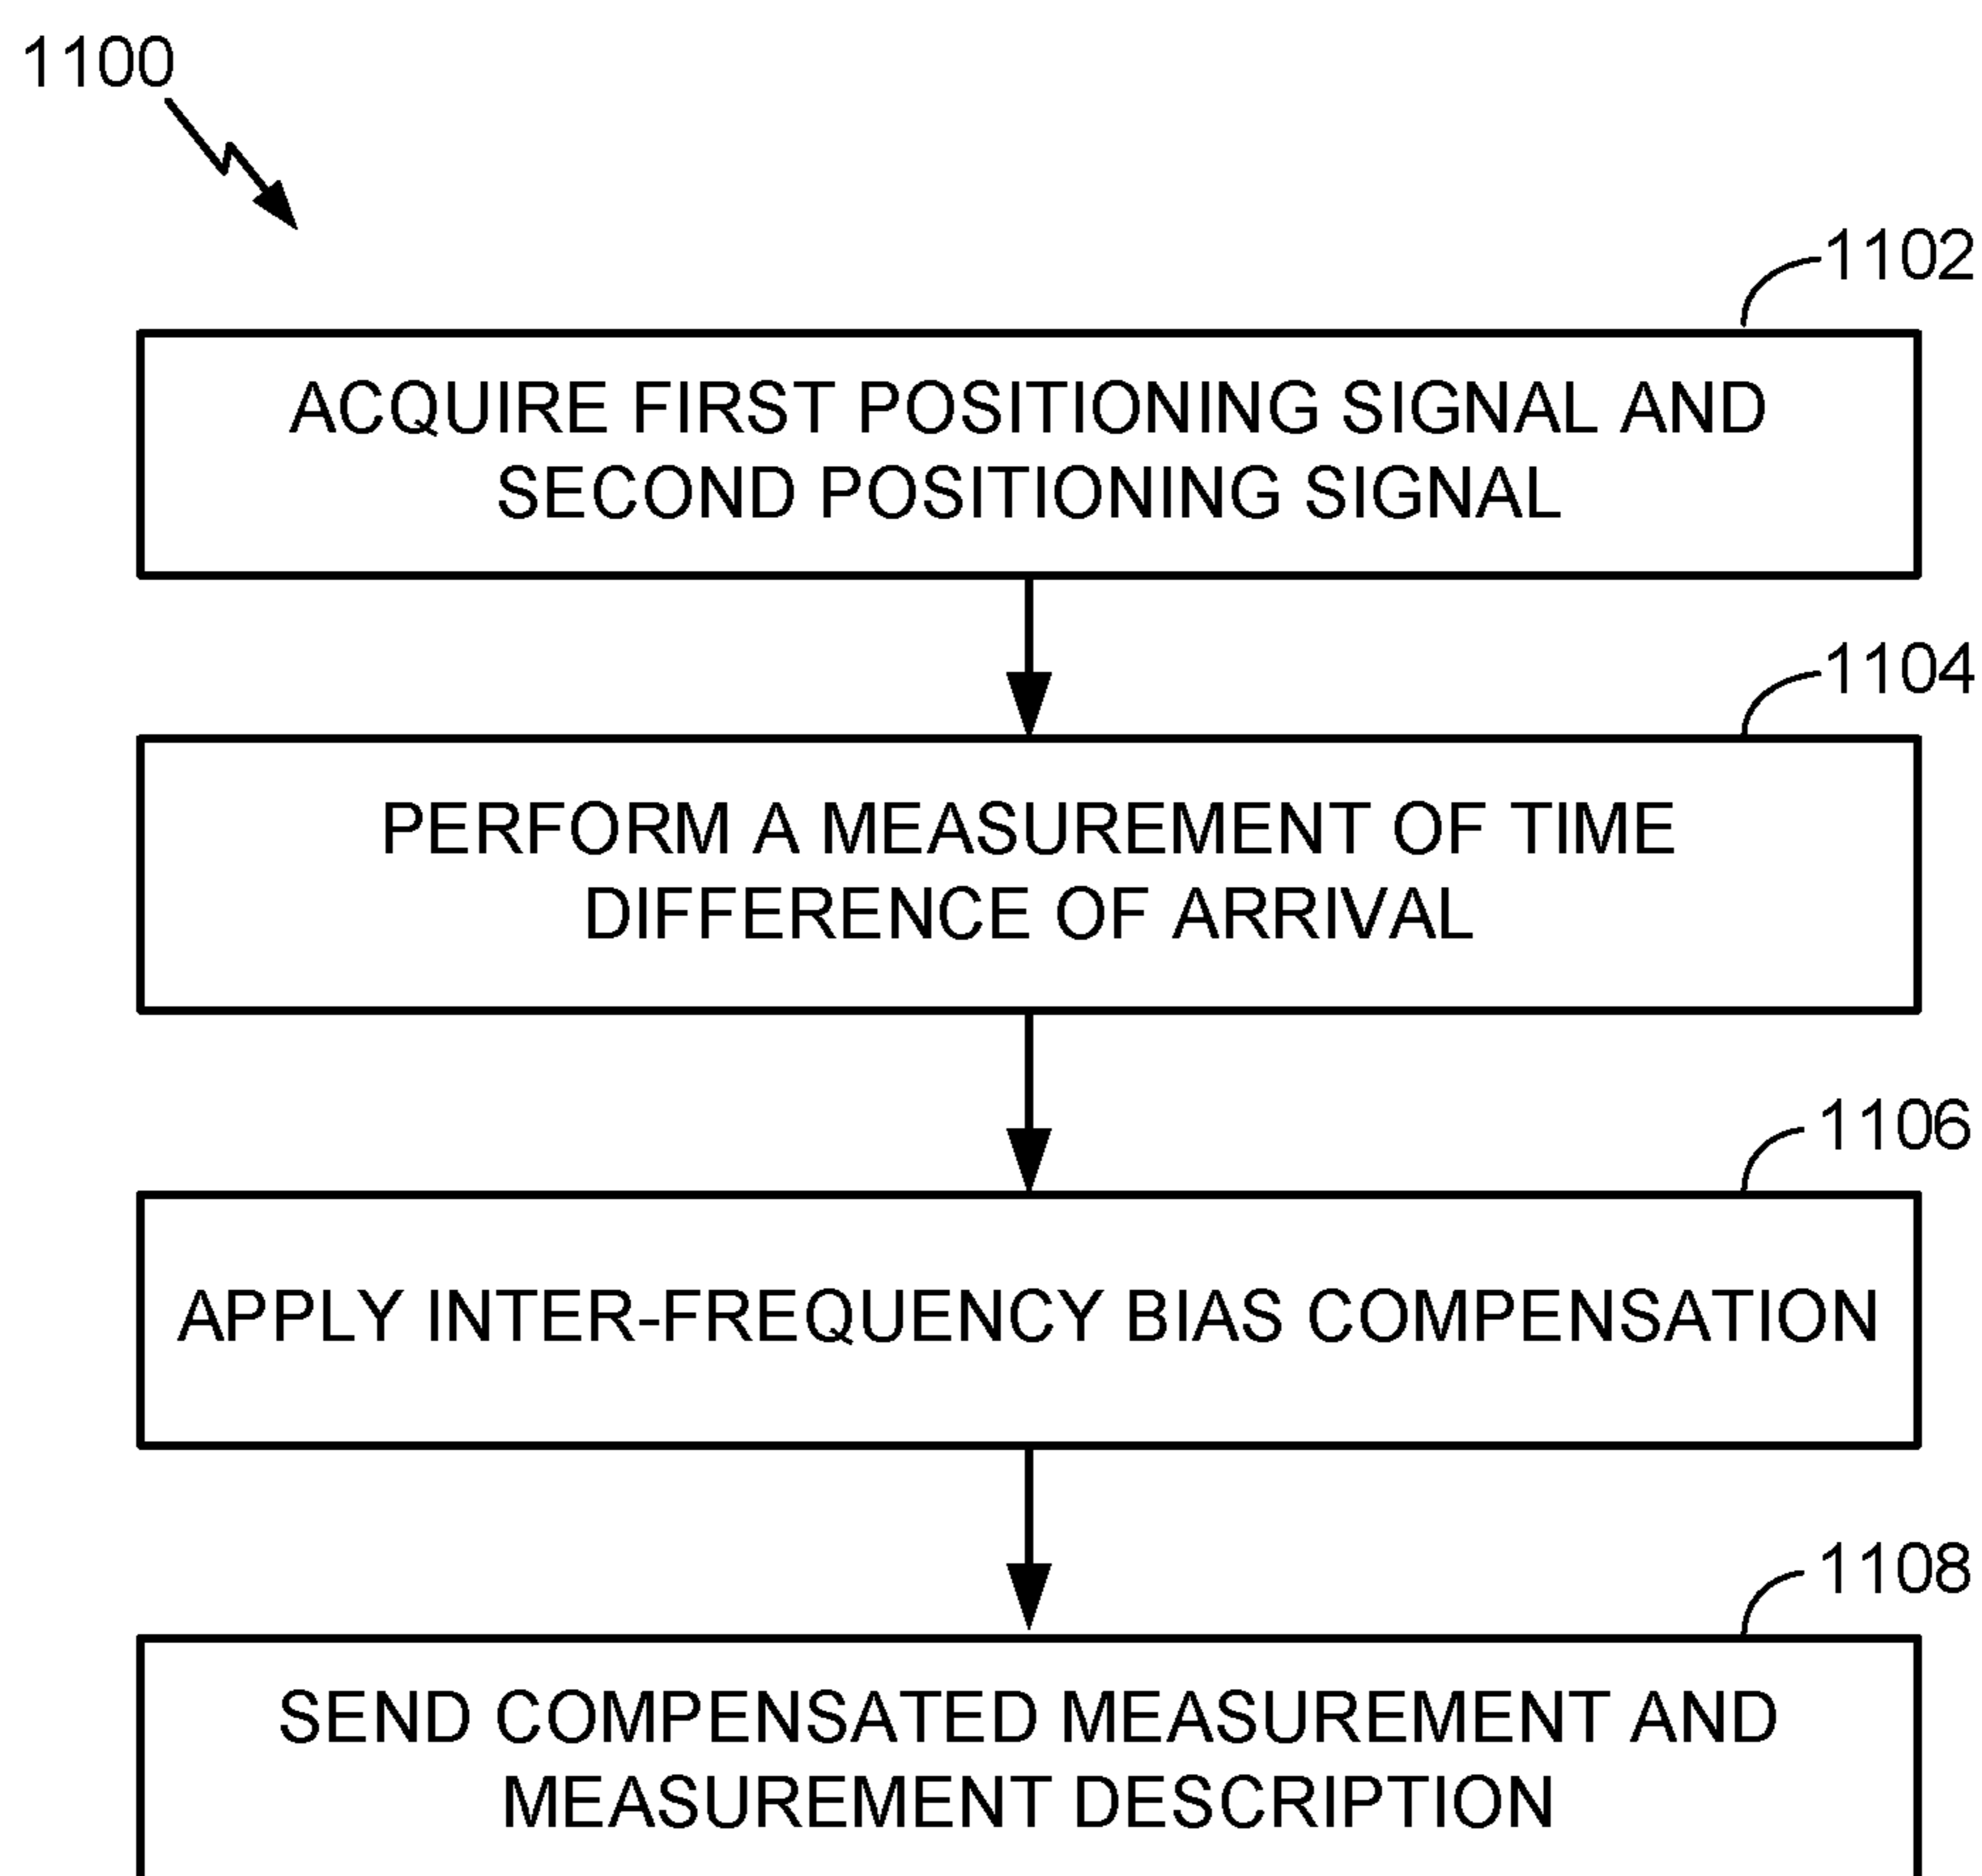 1100
1102
ACQUIRE FIRST POSITIONING SIGNAL AND
SECOND POSITIONING SIGNAL
1104
PERFORM A MEASUREMENT OF TIME
DIFFERENCE OF ARRIVAL
1106
APPLY INTER-FREQUENCY BIAS COMPENSATION
1108
SEND COMPENSATED MEASUREMENT AND
MEASUREMENT DESCRIPTION